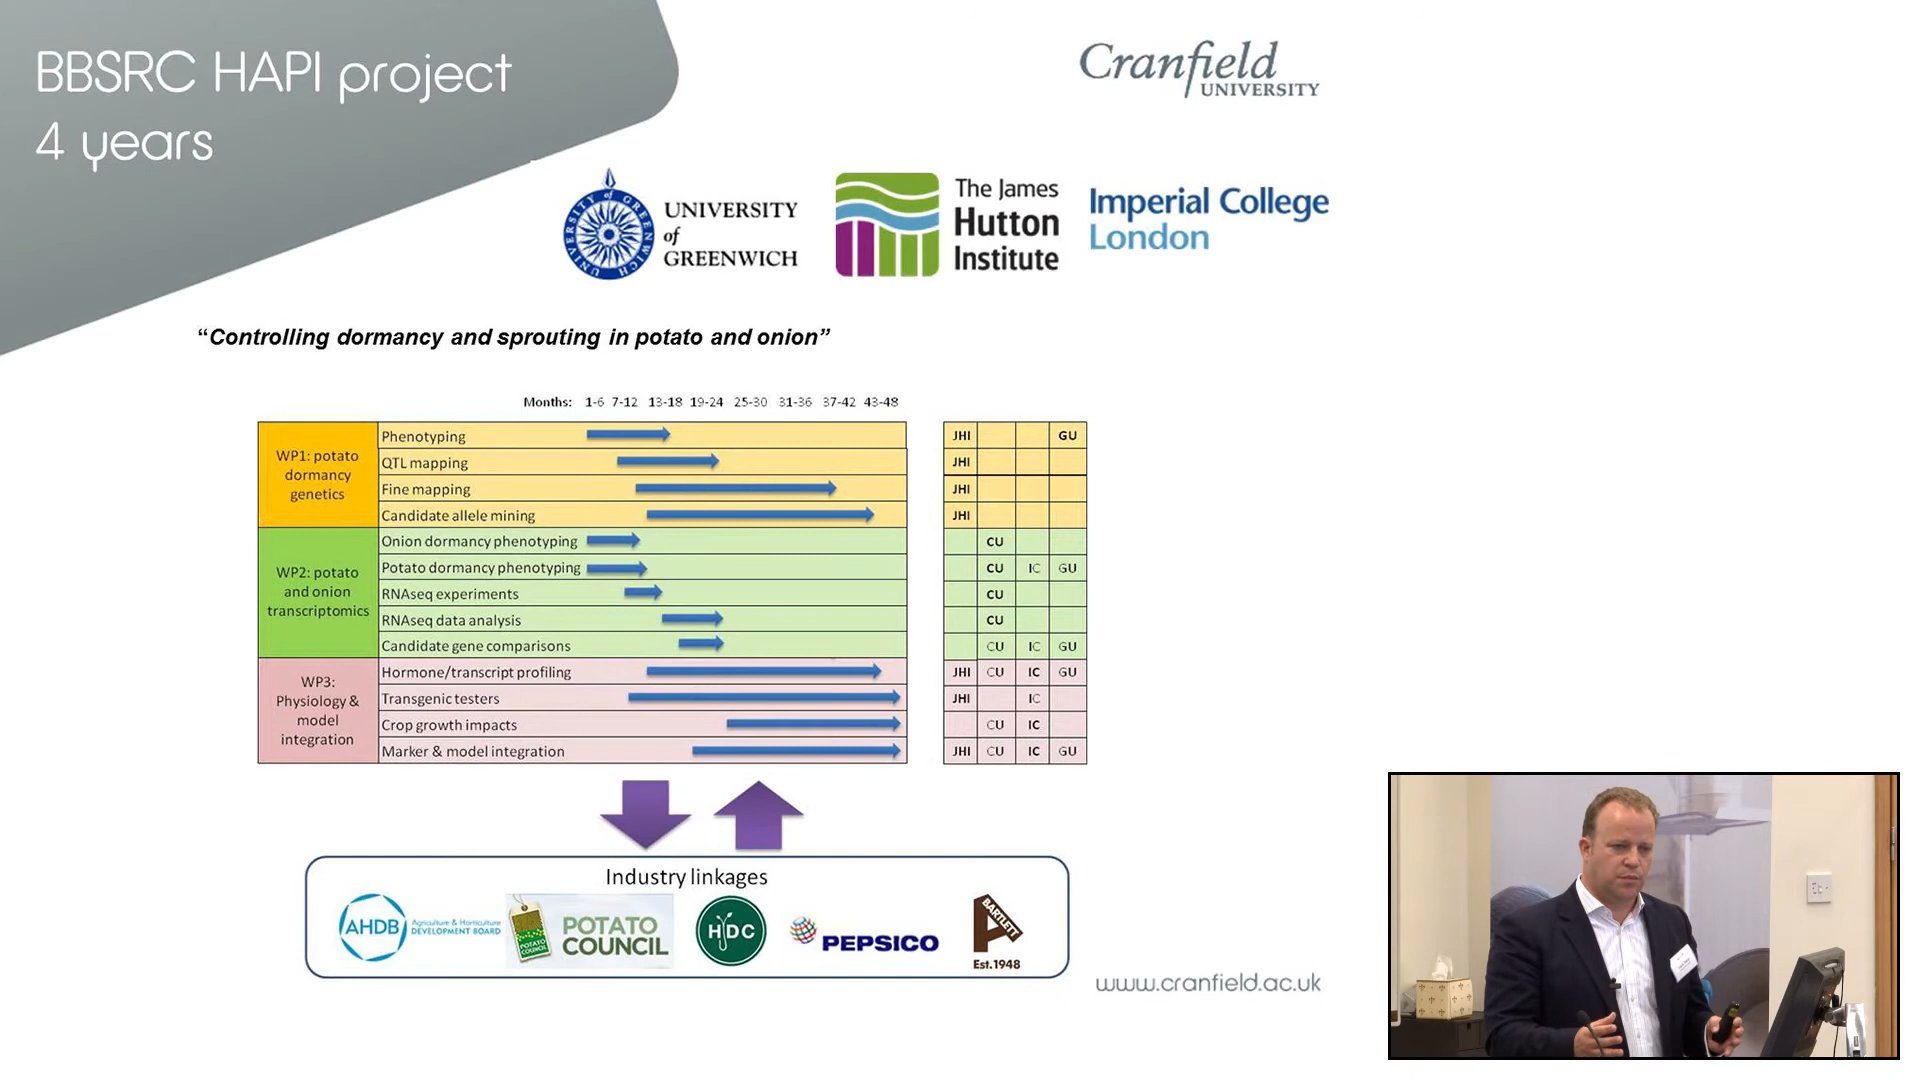 BBSRC HAPI project
4 years
Cranfield
UNIVERSITY
UNIVERSITY
of
GREENWICH
The James
Hutton
Institute
Imperial College
London
“Controlling dormancy and sprouting in potato and onion”
Months: 1-6 7-12 13-18 19-24 25-30 31-36 37-42 43-48
WP1: potato
dormancy
genetics
Phenotyping JHI GU
QTL mapping JHI
Fine mapping JHI
Candidate allele mining JHI
WP2: potato
and onion
transcriptomics
Onion dormancy phenotyping CU
Potato dormancy phenotyping CU IC GU
RNAseq experiments CU
RNAseq data analysis CU
Candidate gene comparisons CU IC GU
WP3:
Physiology &
model
integration
Hormone/transcript profiling JHI CU IC GU
Transgenic testers JHI IC
Crop growth impacts CU IC
Marker & model integration JHI CU IC GU
Industry linkages
AHDB
Agriculture & Horticulture
DEVELOPMENT BOARD
POTATO
COUNCIL
POTATO
COUNCIL
HDC
PEPSICO
BARTLETT
Est.1948
www.cranfield.ac.uk